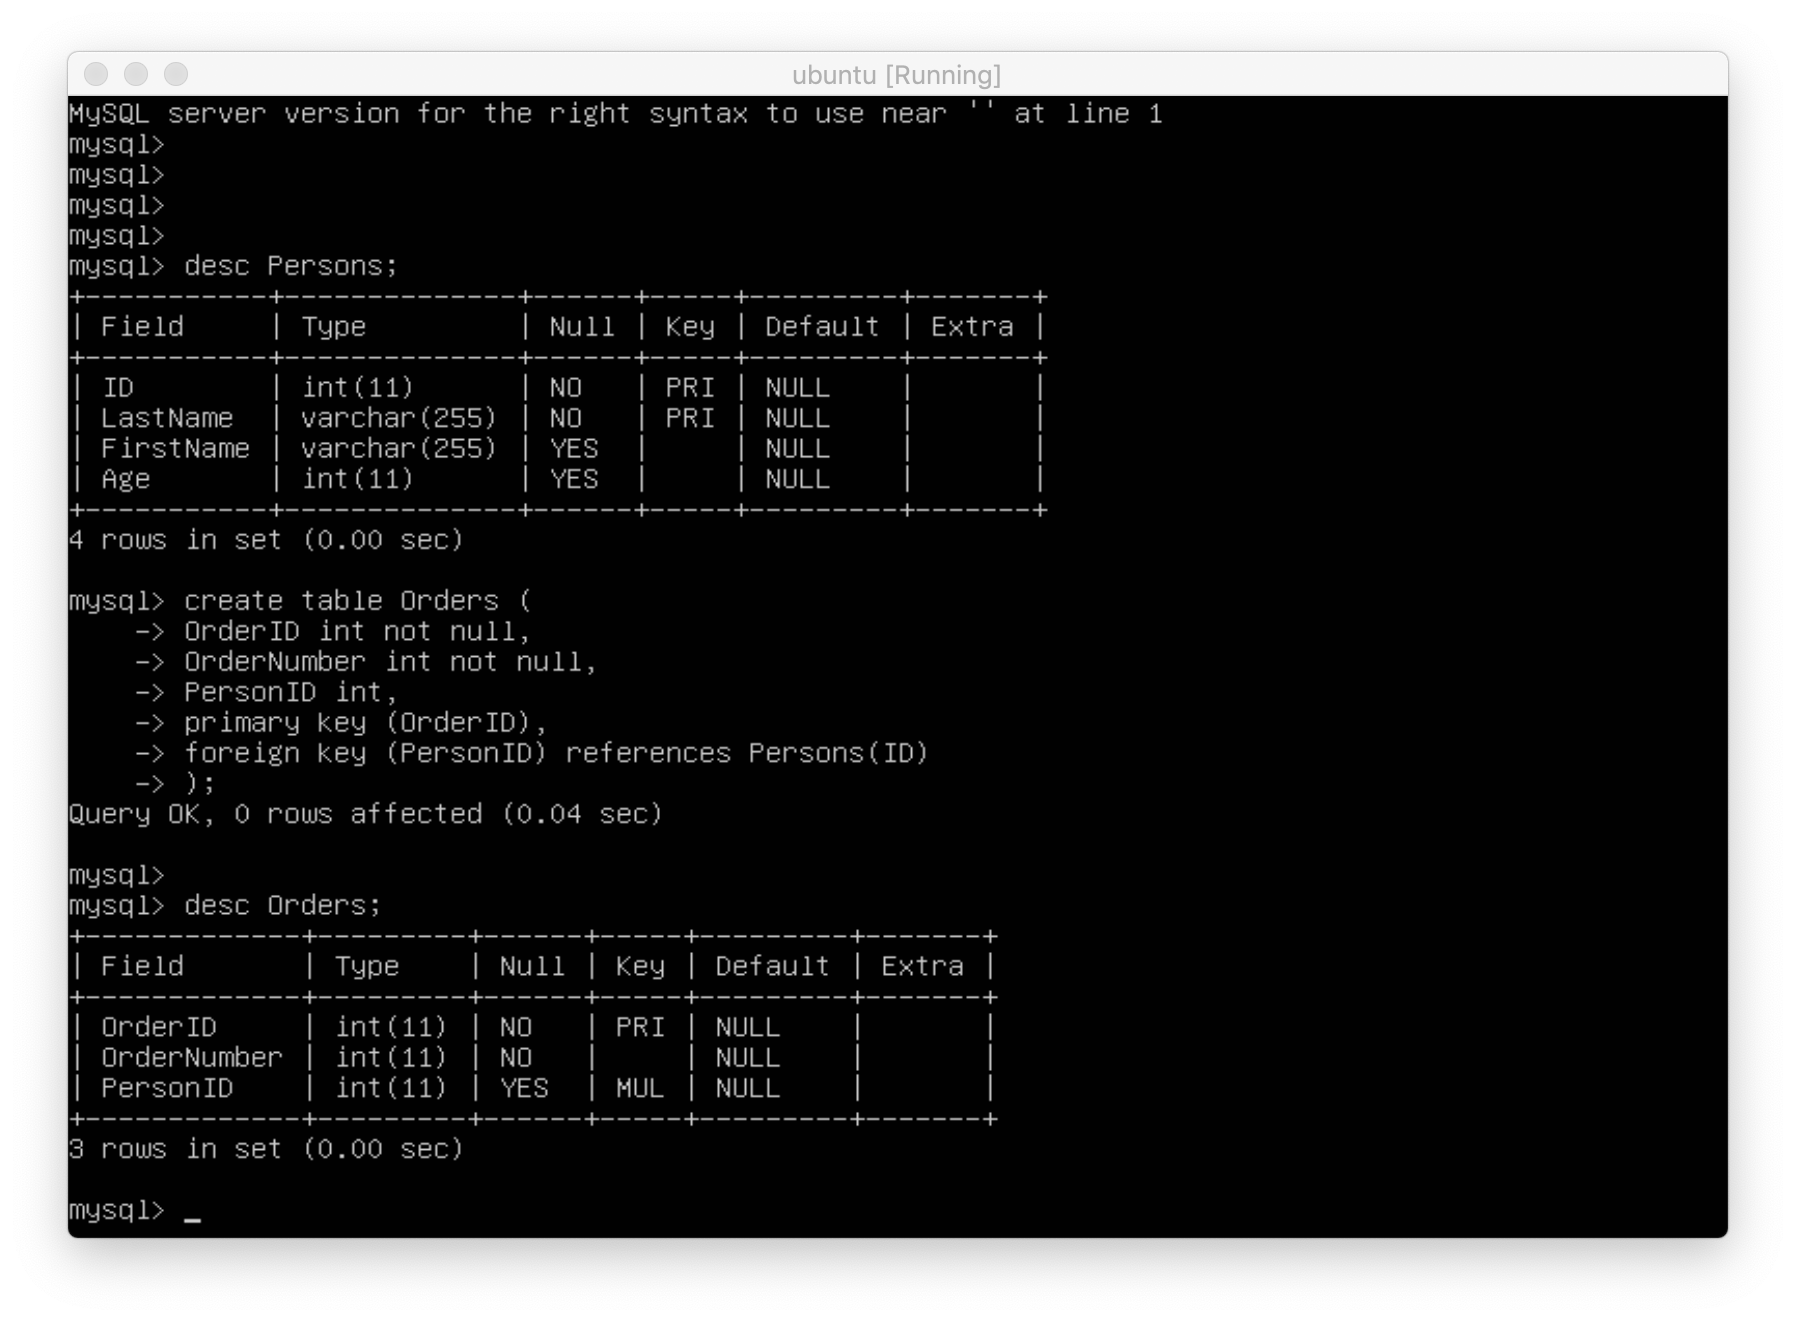 ubuntu [Running]
MySQL server version for the right syntax to use near '' at line 1
mysql>
mysql>
mysql>
mysql>
mysql> desc Persons;
+-----------+--------------+------+-----+---------+-------+
| Field     | Type         | Null | Key | Default | Extra |
+-----------+--------------+------+-----+---------+-------+
| ID        | int(11)      | NO   | PRI | NULL    |       |
| LastName  | varchar(255) | NO   | PRI | NULL    |       |
| FirstName | varchar(255) | YES  |     | NULL    |       |
| Age       | int(11)      | YES  |     | NULL    |       |
+-----------+--------------+------+-----+---------+-------+
4 rows in set (0.00 sec)

mysql> create table Orders (
    -> OrderID int not null,
    -> OrderNumber int not null,
    -> PersonID int,
    -> primary key (OrderID),
    -> foreign key (PersonID) references Persons(ID)
    -> );
Query OK, 0 rows affected (0.04 sec)

mysql>
mysql> desc Orders;
+-------------+---------+------+-----+---------+-------+
| Field       | Type    | Null | Key | Default | Extra |
+-------------+---------+------+-----+---------+-------+
| OrderID     | int(11) | NO   | PRI | NULL    |       |
| OrderNumber | int(11) | NO   |     | NULL    |       |
| PersonID    | int(11) | YES  | MUL | NULL    |       |
+-------------+---------+------+-----+---------+-------+
3 rows in set (0.00 sec)

mysql> _